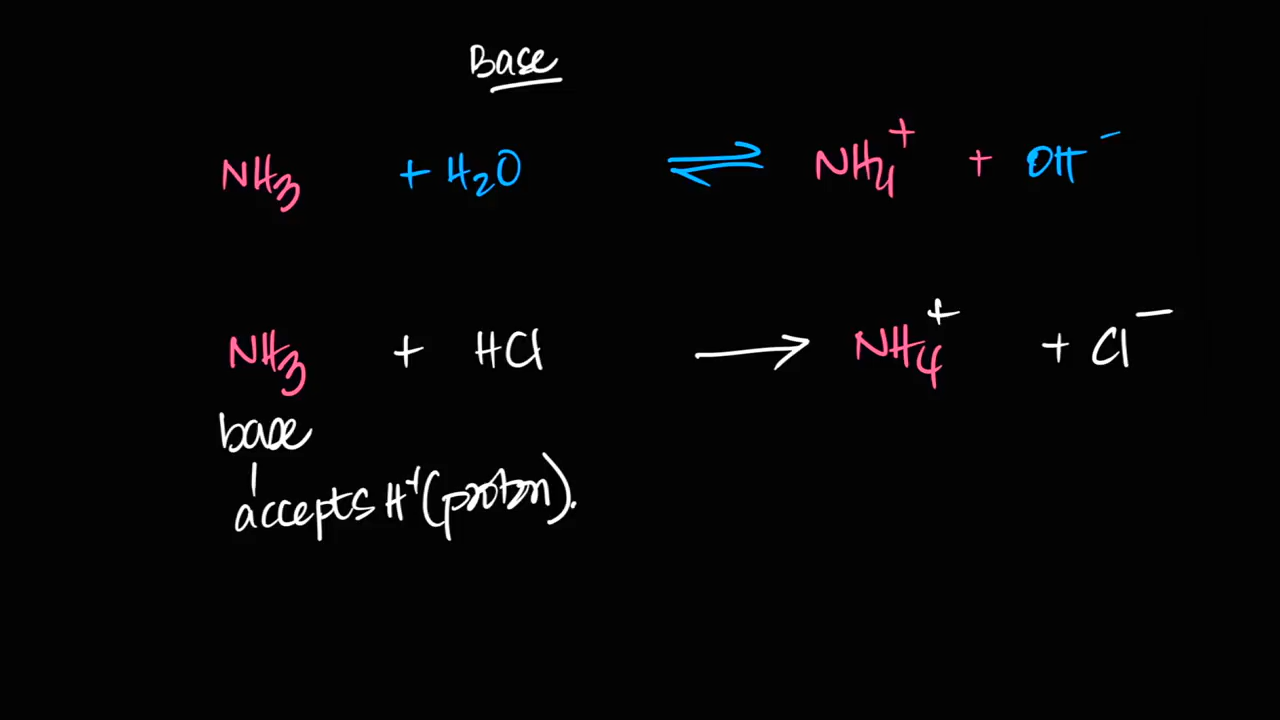 Base
NH₃ + H₂O ⇌ NH₄⁺ + OH⁻
NH₃ + HCl → NH₄⁺ + Cl⁻
base
accepts H⁺(proton).